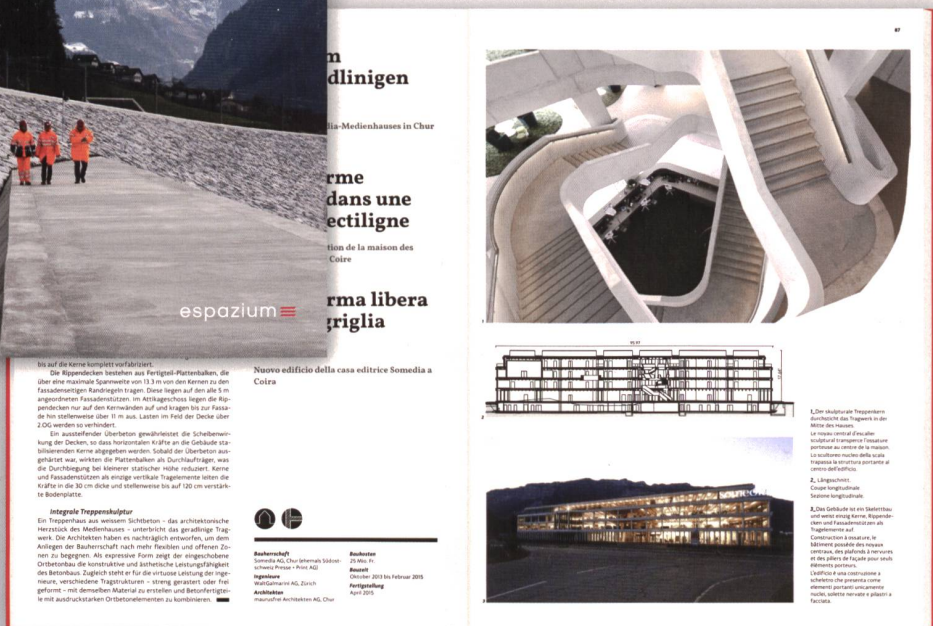 espazium
m
dlinigen
dia-Medienhauses in Chur
rme
dans une
ectiligne
tion de la maison des
Coire
rma libera
griglia
Nuovo edificio della casa editrice Somedia a
Coira
bis auf die Kerne komplett vorfabriziert.
Die Rippendecken bestehen aus Fertigteil-Plattenbalken, die
über eine maximale Spannweite von 13.3 m von den Kernen zu den
fassadenseitigen Randriegeln tragen. Diese liegen auf den alle 5 m
angeordneten Fassadenstützen. Im Attikageschoss liegen die Rip-
pendecken nur auf den Kernwänden auf und kragen bis zur Fassa-
de hin stellenweise über 11 m aus. Lasten im Feld der Decke über
2.OG werden so verhindert.
Ein aussteifender Überbeton gewährleistet die Scheibenwir-
kung der Decken, so dass horizontalen Kräfte an die Gebäude sta-
bilisierenden Kerne abgegeben werden. Sobald der Überbeton aus-
gehärtet war, wirkten die Plattenbalken als Durchlaufträger, was
die Durchbiegung bei kleinerer statischer Höhe reduziert. Kerne
und Fassadenstützen als einzige vertikale Tragelemente leiten die
Kräfte in die 30 cm dicke und stellenweise bis auf 120 cm verstärk-
te Bodenplatte.
Integrale Treppenskulptur
Ein Treppenhaus aus weissem Sichtbeton – das architektonische
Herzstück des Medienhauses – unterbricht das geradlinige Trag-
werk. Die Architekten haben es nachträglich entworfen, um dem
Anliegen der Bauherrschaft nach mehr flexiblen und offenen Zo-
nen zu begegnen. Als expressive Form zeigt der eingeschobene
Ortbetonbau die konstruktive und ästhetische Leistungsfähigkeit
des Betonbaus. Zugleich steht er für die virtuose Leistung der Inge-
nieure, verschiedene Tragstrukturen – streng gerastert oder frei
geformt – mit demselben Material zu erstellen und Betonfertigtei-
le mit ausdruckstarken Ortbetonelementen zu kombinieren.
Bauherrschaft
Somedia AG, Chur (ehemals Südost-
schweiz Presse + Print AG)
Ingenieure
WaltGalmarini AG, Zürich
Architekten
maurusfrei Architekten AG, Chur
Baukosten
25 Mio. Fr.
Bauzeit
Oktober 2013 bis Februar 2015
Fertigstellung
April 2015
87
1
2
3
1_Der skulpturale Treppenkern
durchzieht das Tragwerk in der
Mitte des Hauses.
Le noyau central d'escalier
sculptural transperce l'ossature
porteuse au centre de la maison.
Lo scultoreo nucleo della scala
trapassa la struttura portante al
centro dell'edificio.
2_Längsschnitt.
Coupe longitudinale
Sezione longitudinale.
3_Das Gebäude ist ein Skelettbau
und weist einzig Kerne, Rippende-
cken und Fassadenstützen als
Tragelemente auf.
Construction à ossature, le
bâtiment possède des noyaux
centraux, des plafonds à nervures
et des piliers de façade pour seuls
éléments porteurs.
L'edificio è una costruzione a
scheletro che presenta come
elementi portanti unicamente
nuclei, solette nervate e pilastri a
facciata.